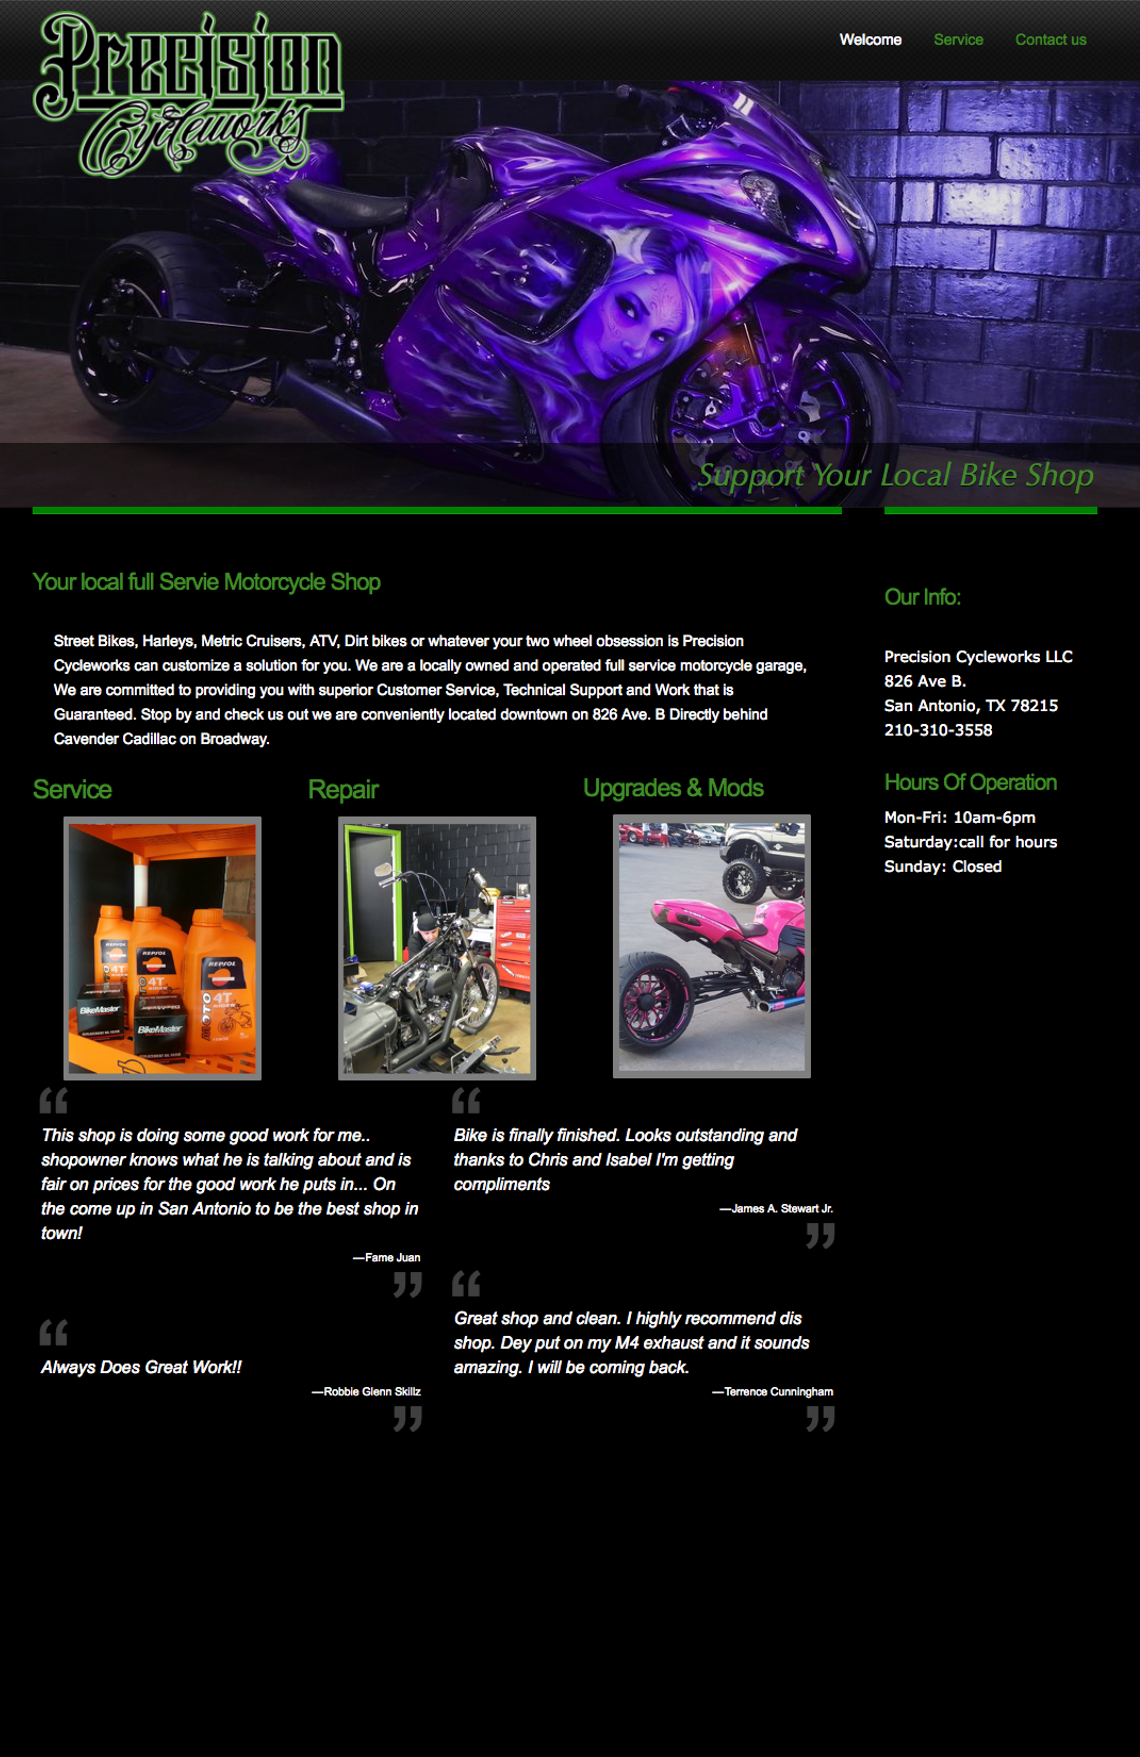 Precision
Cycleworks
Welcome
Service
Contact us
Support Your Local Bike Shop
Your local full Servie Motorcycle Shop
Street Bikes, Harleys, Metric Cruisers, ATV, Dirt bikes or whatever your two wheel obsession is Precision
Cycleworks can customize a solution for you. We are a locally owned and operated full service motorcycle garage,
We are committed to providing you with superior Customer Service, Technical Support and Work that is
Guaranteed. Stop by and check us out we are conveniently located downtown on 826 Ave. B Directly behind
Cavender Cadillac on Broadway.
Service
Repair
Upgrades & Mods
REPSOL
REPSOL
REPSOL
MOTO
4T
4T
BikeMaster
BikeMaster
“
This shop is doing some good work for me..
shopowner knows what he is talking about and is
fair on prices for the good work he puts in... On
the come up in San Antonio to be the best shop in
town!
—Fame Juan
”
“
Always Does Great Work!!
—Robbie Glenn Skillz
”
“
Bike is finally finished. Looks outstanding and
thanks to Chris and Isabel I'm getting
compliments
—James A. Stewart Jr.
”
“
Great shop and clean. I highly recommend dis
shop. Dey put on my M4 exhaust and it sounds
amazing. I will be coming back.
—Terrence Cunningham
”
Our Info:
Precision Cycleworks LLC
826 Ave B.
San Antonio, TX 78215
210-310-3558
Hours Of Operation
Mon-Fri: 10am-6pm
Saturday:call for hours
Sunday: Closed